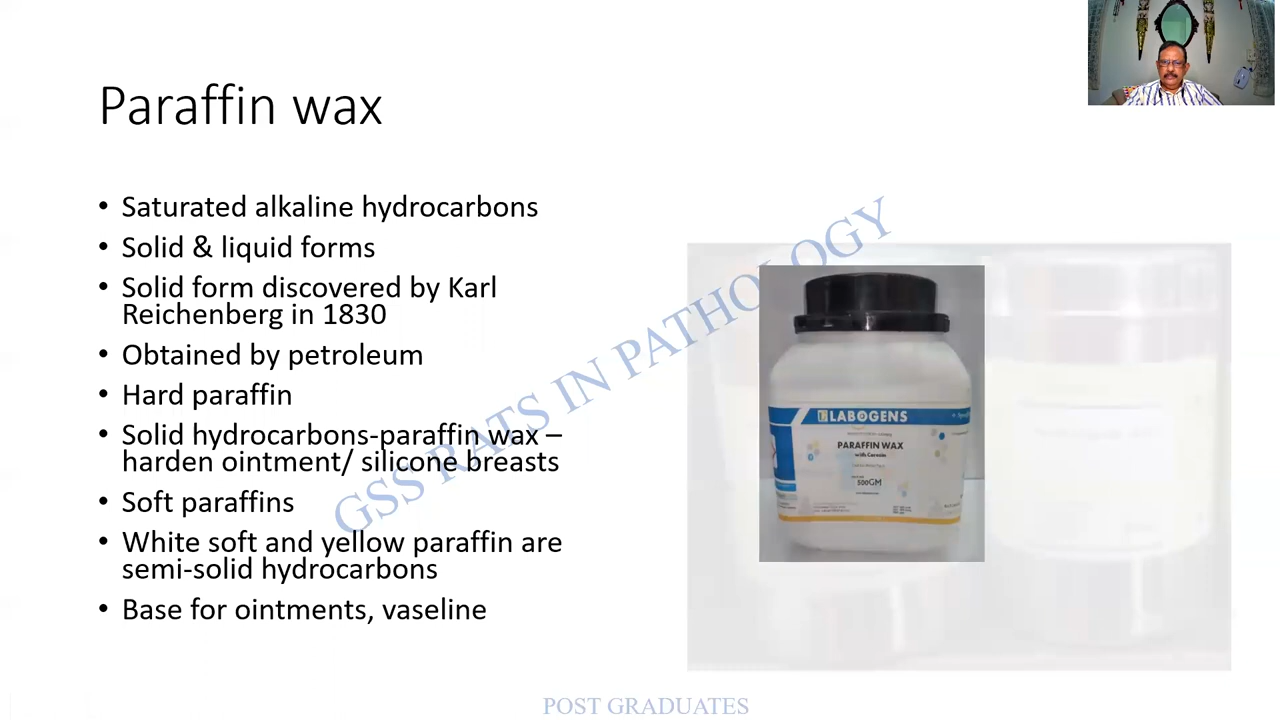 Paraffin wax
• Saturated alkaline hydrocarbons
• Solid & liquid forms
• Solid form discovered by Karl
Reichenberg in 1830
• Obtained by petroleum
• Hard paraffin
• Solid hydrocarbons-paraffin wax –
harden ointment/ silicone breasts
• Soft paraffins
• White soft and yellow paraffin are
semi-solid hydrocarbons
• Base for ointments, vaseline
GSS RATS IN PATHOLOGY
LABOGENS
PARAFFIN WAX
with Ceresin
500GM
POST GRADUATES